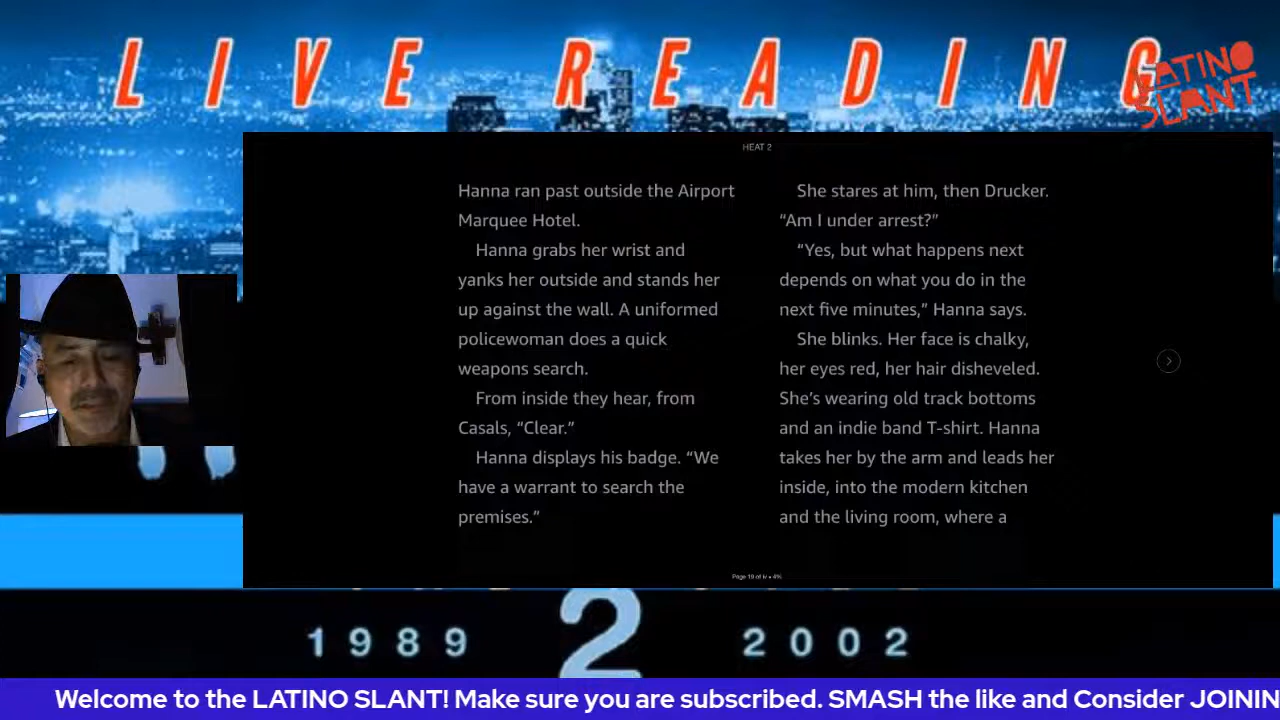 LIVE READING
LATINO
SLANT
HEAT 2
Hanna ran past outside the Airport
Marquee Hotel.
Hanna grabs her wrist and
yanks her outside and stands her
up against the wall. A uniformed
policewoman does a quick
weapons search.
From inside they hear, from
Casals, “Clear.”
Hanna displays his badge. “We
have a warrant to search the
premises.”
She stares at him, then Drucker.
“Am I under arrest?”
“Yes, but what happens next
depends on what you do in the
next five minutes,” Hanna says.
She blinks. Her face is chalky,
her eyes red, her hair disheveled.
She’s wearing old track bottoms
and an indie band T-shirt. Hanna
takes her by the arm and leads her
inside, into the modern kitchen
and the living room, where a
Page 19 of iv • 4%
1989 2 2002
Welcome to the LATINO SLANT! Make sure you are subscribed. SMASH the like and Consider JOININ